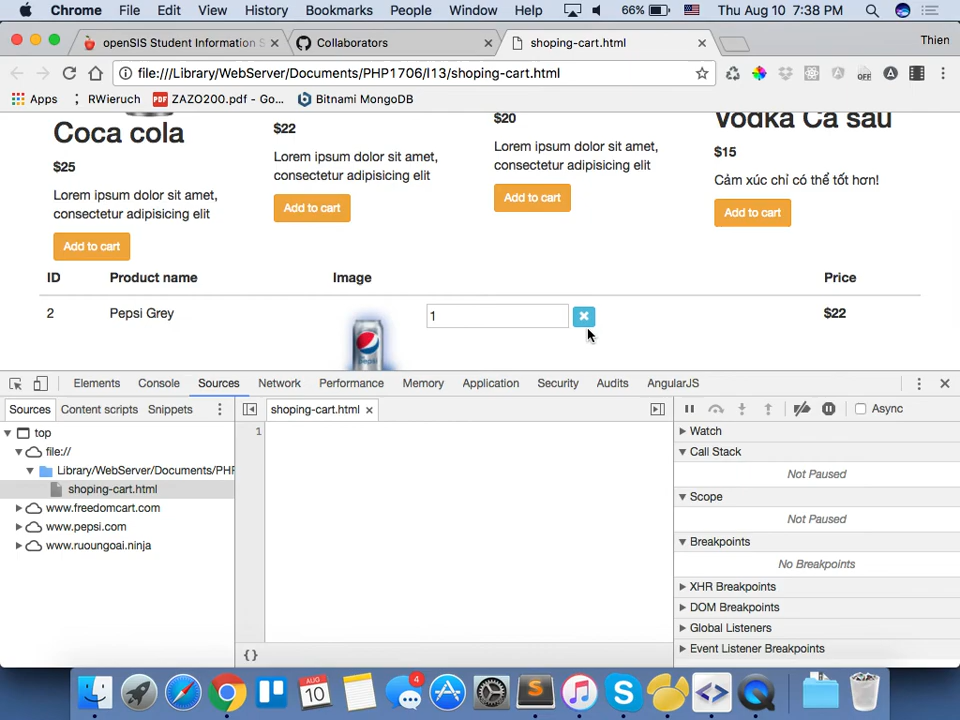 Chrome File Edit View History Bookmarks People Window Help 66% Thu Aug 10 7:38 PM
openSIS Student Information S
Collaborators
shoping-cart.html
Thien
file:///Library/WebServer/Documents/PHP1706/I13/shoping-cart.html
OFF
Apps
RWieruch
PDF ZAZO200.pdf - Go...
Bitnami MongoDB
Coca cola
$25
Lorem ipsum dolor sit amet,
consectetur adipisicing elit
Add to cart
$22
Lorem ipsum dolor sit amet,
consectetur adipisicing elit
Add to cart
$20
Lorem ipsum dolor sit amet,
consectetur adipisicing elit
Add to cart
Vodka Cá sấu
$15
Cảm xúc chỉ có thể tốt hơn!
Add to cart
ID Product name Image Price
2 Pepsi Grey 1 $22
pepsi
Elements Console Sources Network Performance Memory Application Security Audits AngularJS
Sources Content scripts Snippets
shoping-cart.html
Async
top
file://
Library/WebServer/Documents/PHP
shoping-cart.html
www.freedomcart.com
www.pepsi.com
www.ruoungoai.ninja
1
{}
Watch
Call Stack
Not Paused
Scope
Not Paused
Breakpoints
No Breakpoints
XHR Breakpoints
DOM Breakpoints
Global Listeners
Event Listener Breakpoints
AUG
10
4